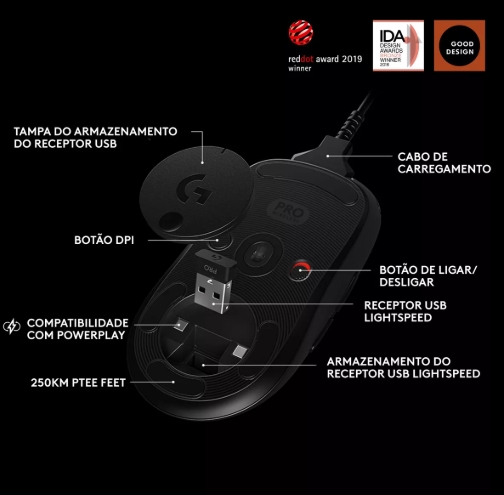 reddot award 2019
winner
IDA
DESIGN
AWARDS
WINNER
2019
GOOD
DESIGN
TAMPA DO ARMAZENAMENTO
DO RECEPTOR USB
CABO DE
CARREGAMENTO
PRO
BOTÃO DPI
PRO
BOTÃO DE LIGAR/
DESLIGAR
RECEPTOR USB
LIGHTSPEED
COMPATIBILIDADE
COM POWERPLAY
ARMAZENAMENTO DO
RECEPTOR USB LIGHTSPEED
250KM PTEE FEET